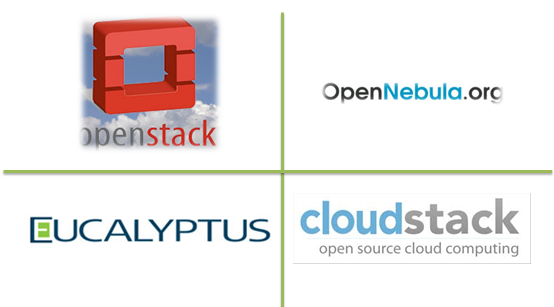 openstack
OpenNebula.org
EUCALYPTUS
cloudstack
open source cloud computing